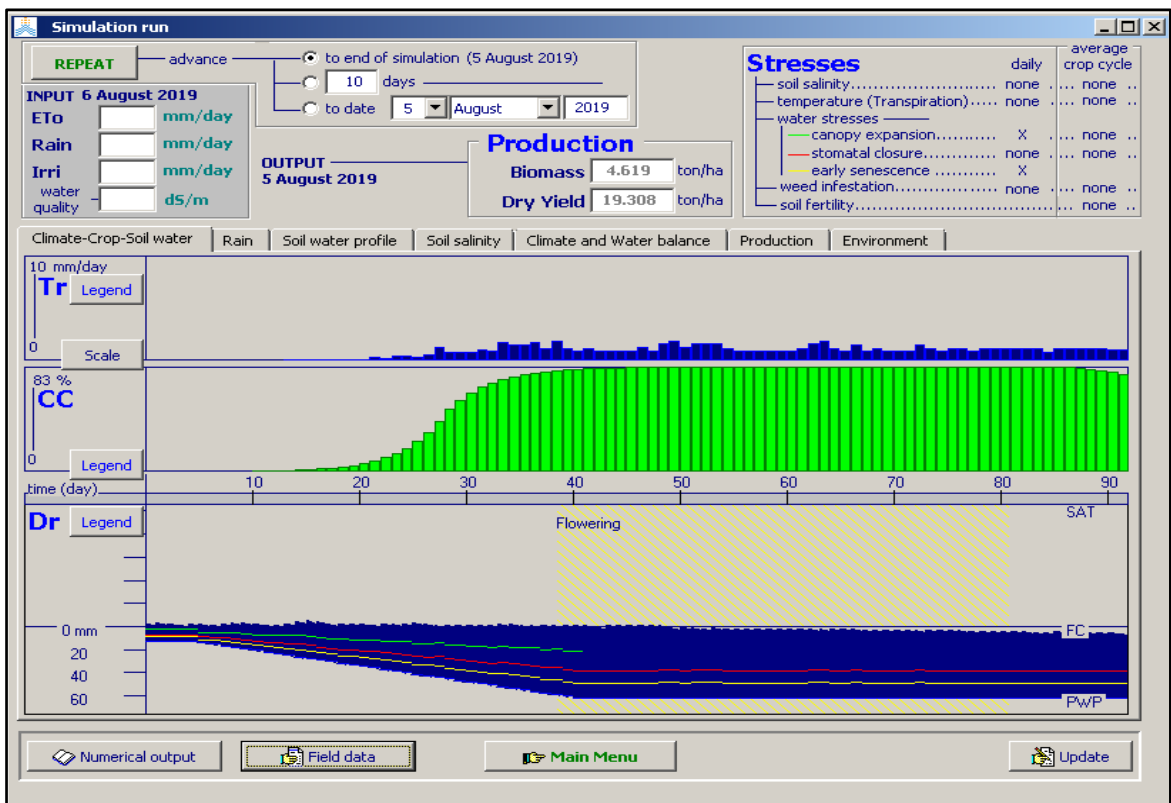 Simulation run
REPEAT
advance
to end of simulation (5 August 2019)
10 days
to date 5 August 2019
INPUT 6 August 2019
ETo mm/day
Rain mm/day
Irri mm/day
water
quality dS/m
OUTPUT
5 August 2019
Production
Biomass 4.619 ton/ha
Dry Yield 19.308 ton/ha
average
Stresses daily crop cycle
soil salinity..................... none .... none ..
temperature (Transpiration)..... none .... none ..
water stresses
canopy expansion........... X .... none ..
stomatal closure............ none .... none ..
early senescence ........... X
weed infestation.................. none .... none ..
soil fertility.................................... none ..
Climate-Crop-Soil water Rain Soil water profile Soil salinity Climate and Water balance Production Environment
10 mm/day
Tr Legend
0
Scale
83 %
CC
0
Legend
time (day) 10 20 30 40 50 60 70 80 90
Dr Legend
Flowering
SAT
0 mm
FC
20
40
60
PWP
Numerical output Field data Main Menu Update